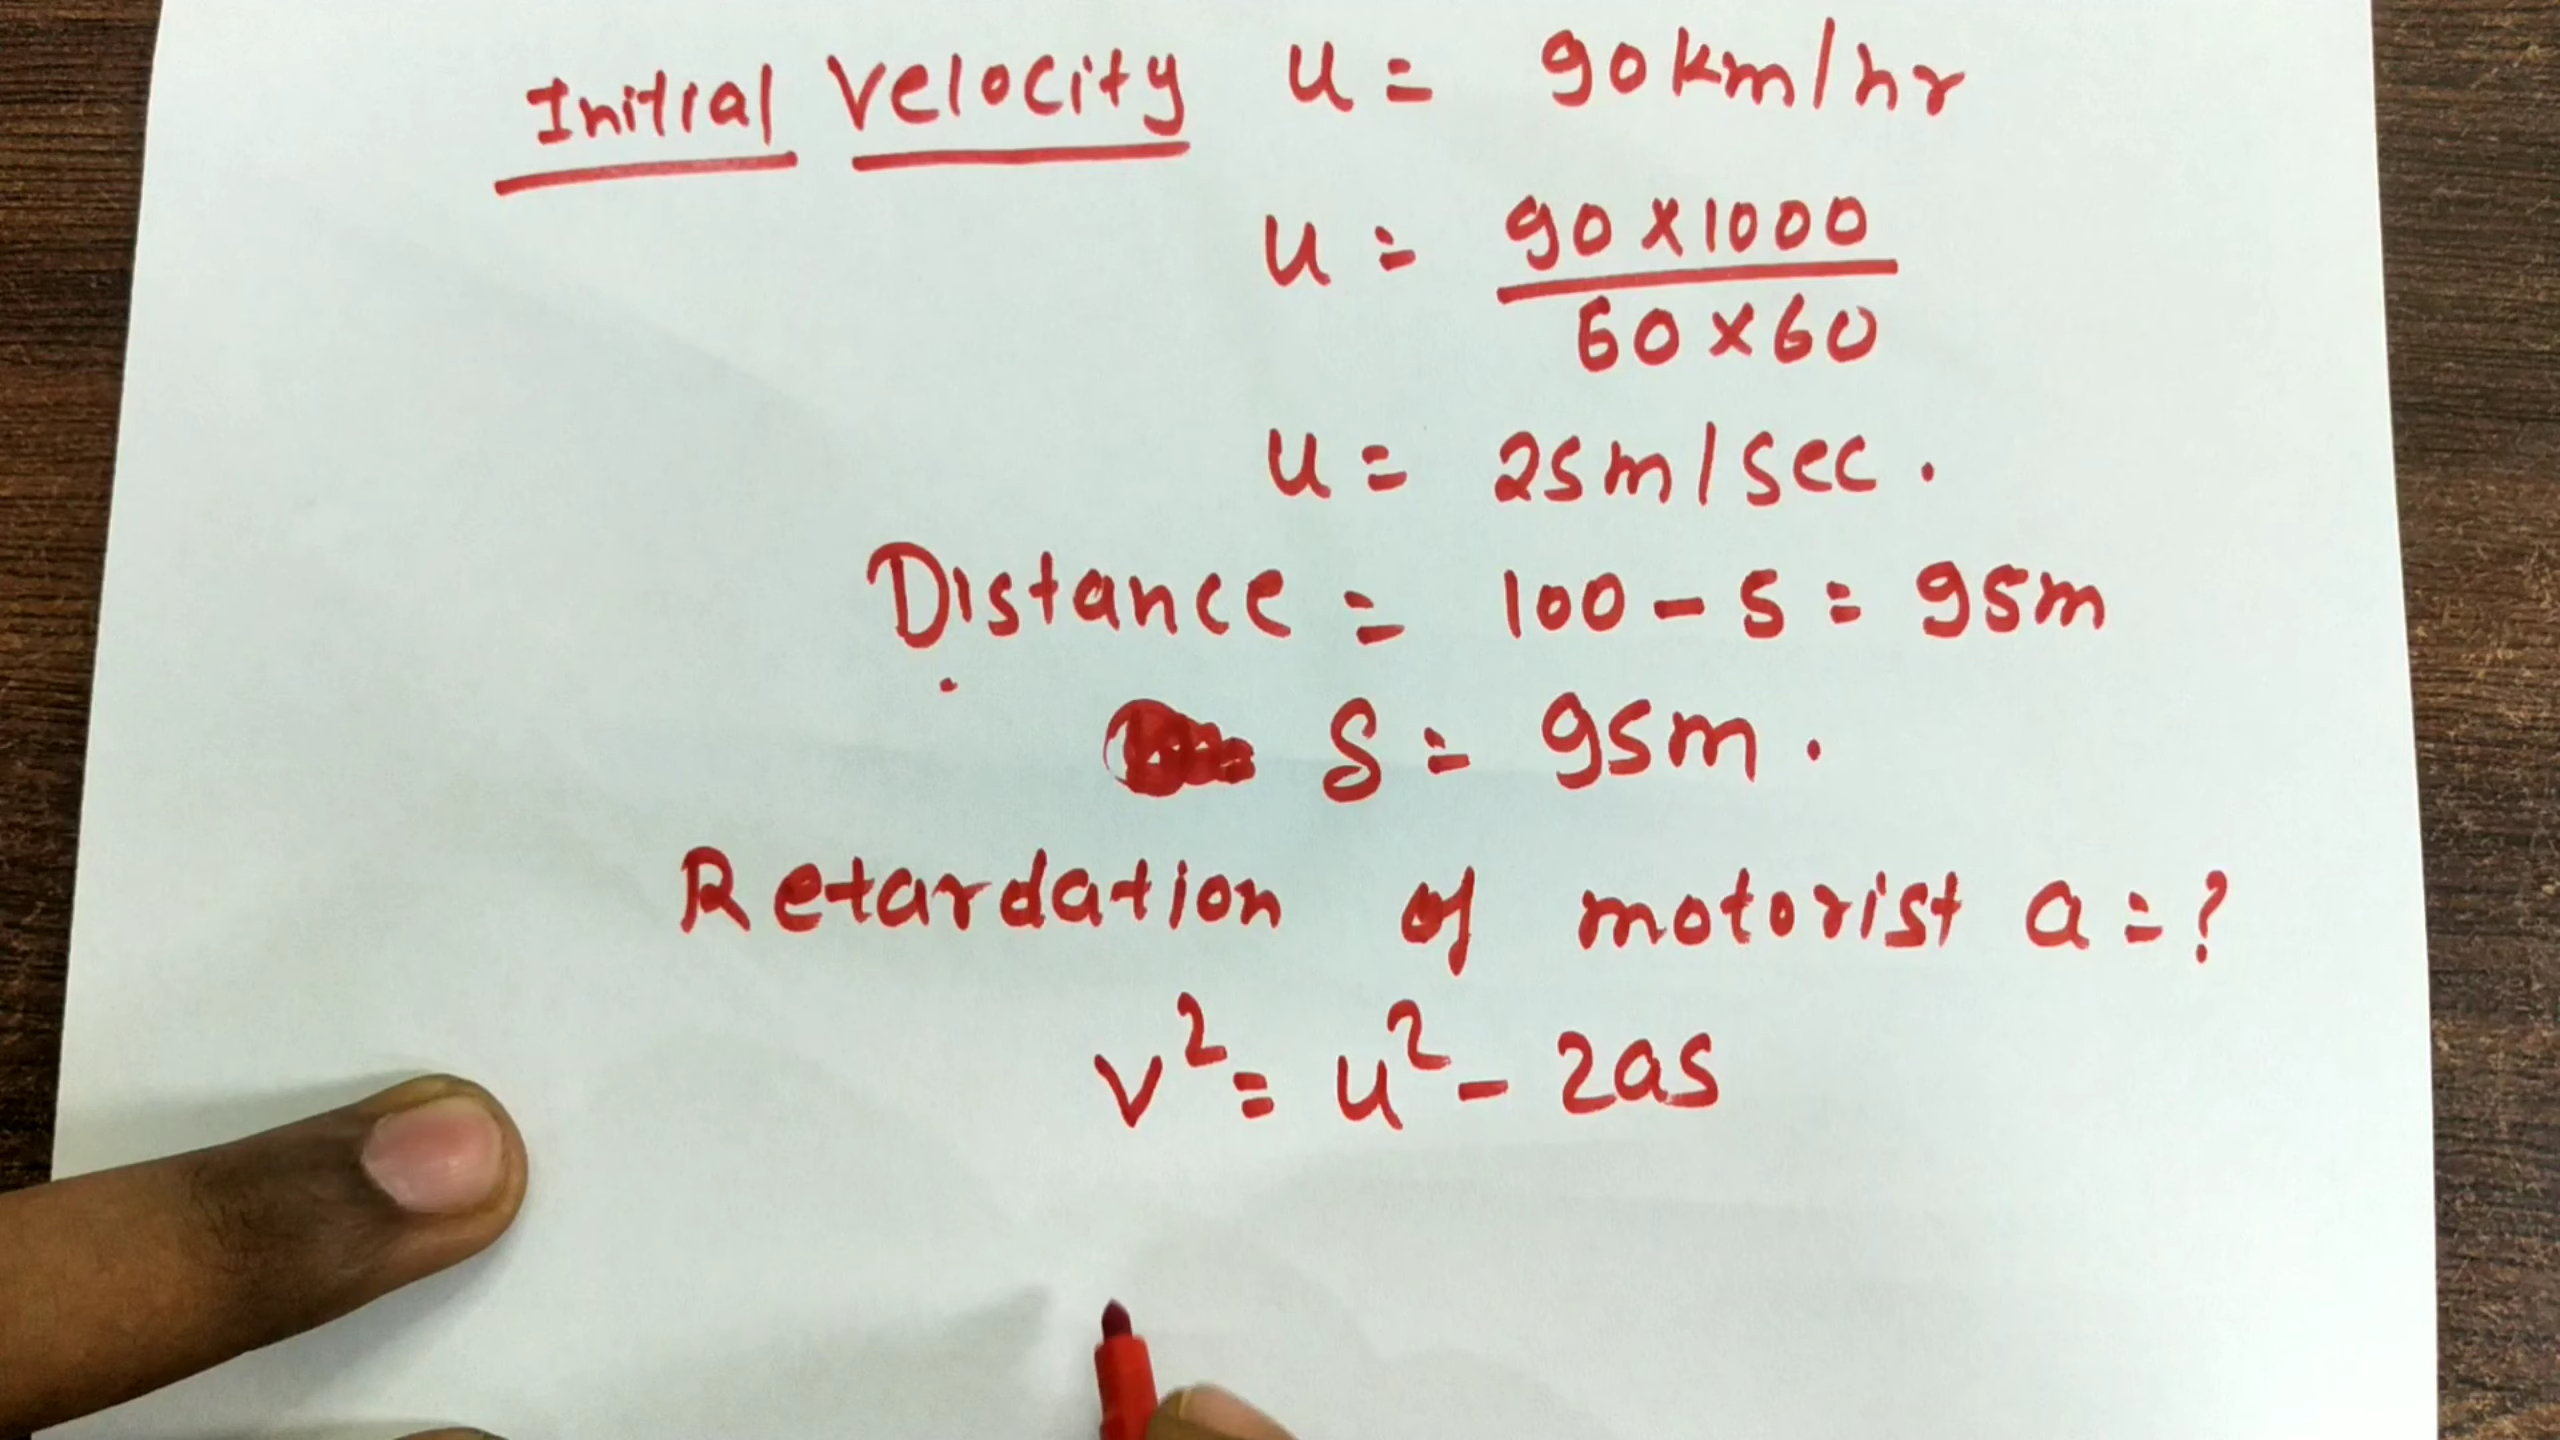 Initial Velocity u = 90km/hr
u = 90 x 1000
60 x 60
u = 25m/sec.
Distance = 100 - 5 = 95m
S = 95m.
Retardation of motorist a = ?
v² = u² - 2as